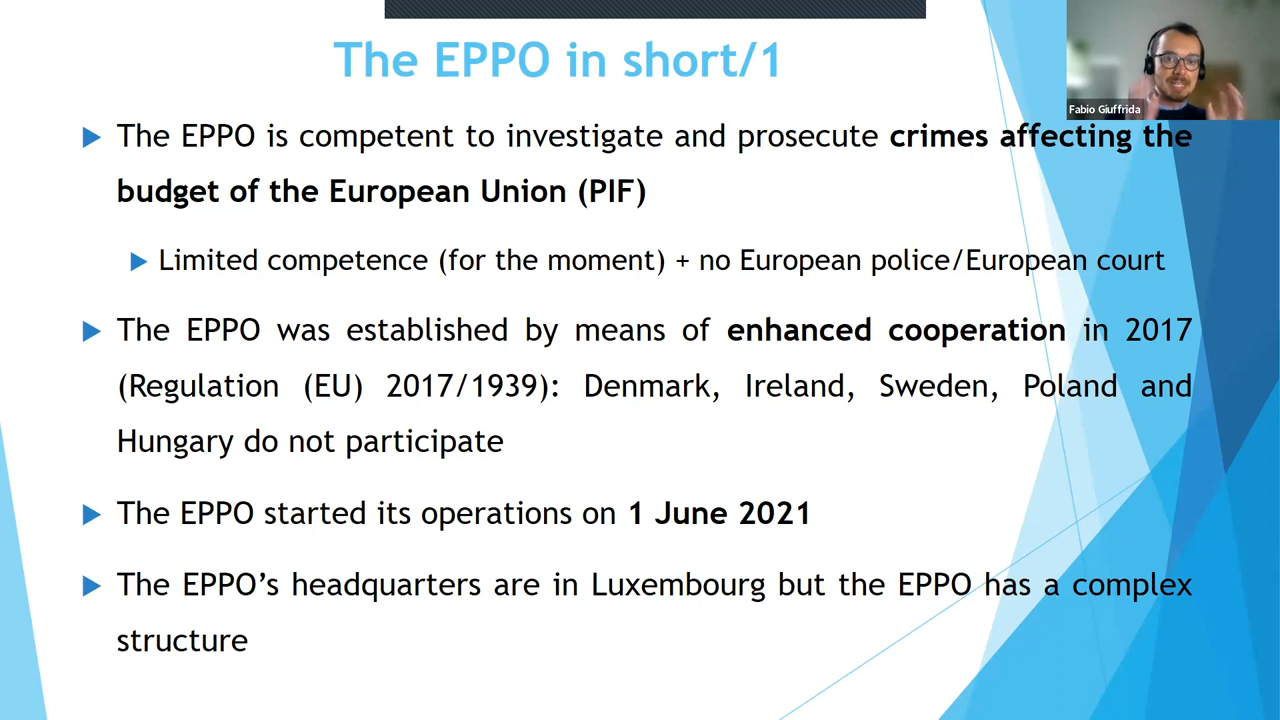 The EPPO in short/1
Fabio Giuffrida
The EPPO is competent to investigate and prosecute crimes affecting the
budget of the European Union (PIF)
Limited competence (for the moment) + no European police/European court
The EPPO was established by means of enhanced cooperation in 2017
(Regulation (EU) 2017/1939): Denmark, Ireland, Sweden, Poland and
Hungary do not participate
The EPPO started its operations on 1 June 2021
The EPPO’s headquarters are in Luxembourg but the EPPO has a complex
structure